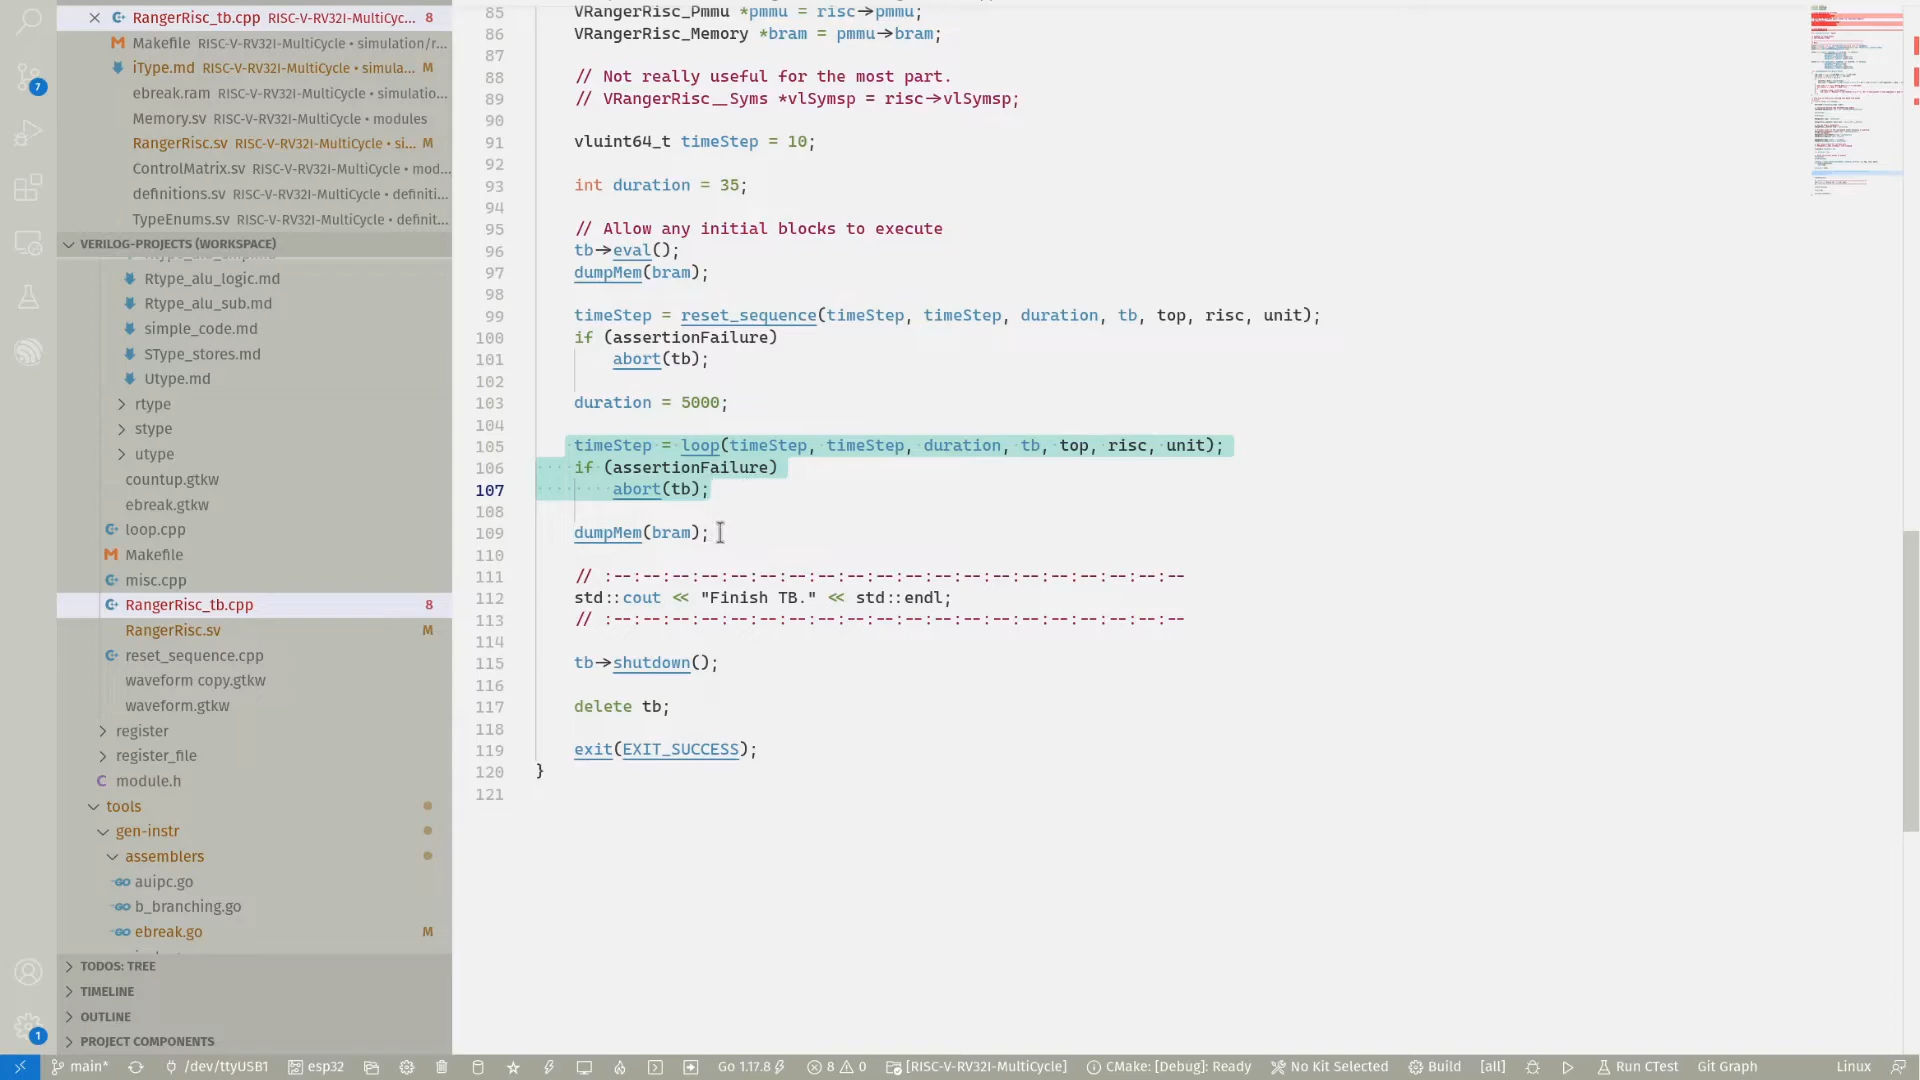 RangerRisc_tb.cpp RISC-V-RV32I-MultiCyc... 8
Makefile RISC-V-RV32I-MultiCycle • simulation/r...
iType.md RISC-V-RV32I-MultiCycle • simula... M
ebreak.ram RISC-V-RV32I-MultiCycle • simulatio...
Memory.sv RISC-V-RV32I-MultiCycle • modules
RangerRisc.sv RISC-V-RV32I-MultiCycle • si... M
ControlMatrix.sv RISC-V-RV32I-MultiCycle • mod...
definitions.sv RISC-V-RV32I-MultiCycle • definiti...
TypeEnums.sv RISC-V-RV32I-MultiCycle • definit...
VERILOG-PROJECTS (WORKSPACE)
Rtype_alu_logic.md
Rtype_alu_sub.md
simple_code.md
SType_stores.md
Utype.md
rtype
stype
utype
countup.gtkw
ebreak.gtkw
loop.cpp
Makefile
misc.cpp
RangerRisc_tb.cpp 8
RangerRisc.sv M
reset_sequence.cpp
waveform copy.gtkw
waveform.gtkw
register
register_file
module.h
tools
gen-instr
assemblers
auipc.go
b_branching.go
ebreak.go M
TODOS: TREE
TIMELINE
OUTLINE
PROJECT COMPONENTS
7
1
85 VRangerRisc_Pmmu *pmmu = risc->pmmu;
86 VRangerRisc_Memory *bram = pmmu->bram;
87
88 // Not really useful for the most part.
89 // VRangerRisc__Syms *vlSymsp = risc->vlSymsp;
90
91 vluint64_t timeStep = 10;
92
93 int duration = 35;
94
95 // Allow any initial blocks to execute
96 tb->eval();
97 dumpMem(bram);
98
99 timeStep = reset_sequence(timeStep, timeStep, duration, tb, top, risc, unit);
100 if (assertionFailure)
101 abort(tb);
102
103 duration = 5000;
104
105 timeStep = loop(timeStep, timeStep, duration, tb, top, risc, unit);
106 if (assertionFailure)
107 abort(tb);
108
109 dumpMem(bram);
110
111 // :--:--:--:--:--:--:--:--:--:--:--:--:--:--:--:--:--:--:--:--
112 std::cout << "Finish TB." << std::endl;
113 // :--:--:--:--:--:--:--:--:--:--:--:--:--:--:--:--:--:--:--:--
114
115 tb->shutdown();
116
117 delete tb;
118
119 exit(EXIT_SUCCESS);
120 }
121
main* /dev/ttyUSB1 esp32 Go 1.17.8 8 0 [RISC-V-RV32I-MultiCycle] CMake: [Debug]: Ready No Kit Selected Build [all] Run CTest Git Graph Linux